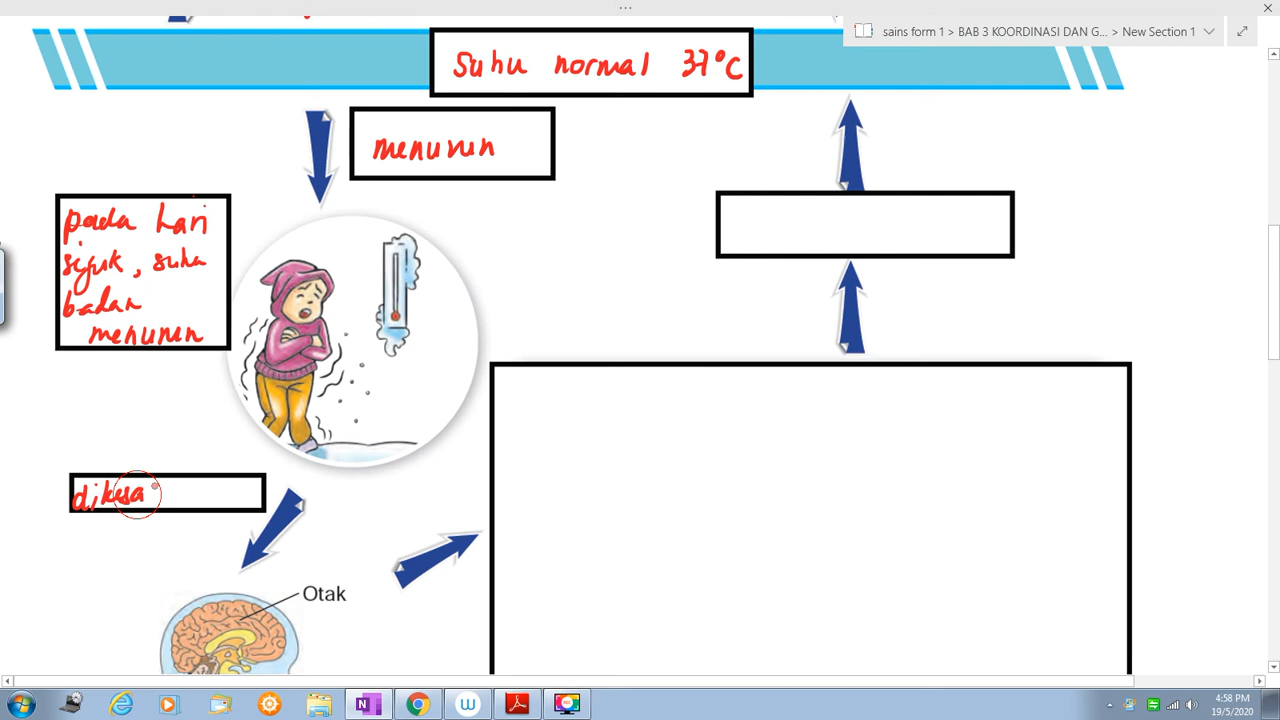 sains form 1 > BAB 3 KOORDINASI DAN G... > New Section 1
Suhu normal 37°C
menurun
pada hari
sejuk, suhu
badan
menurun
dikesa
Otak
4:58 PM
19/5/2020